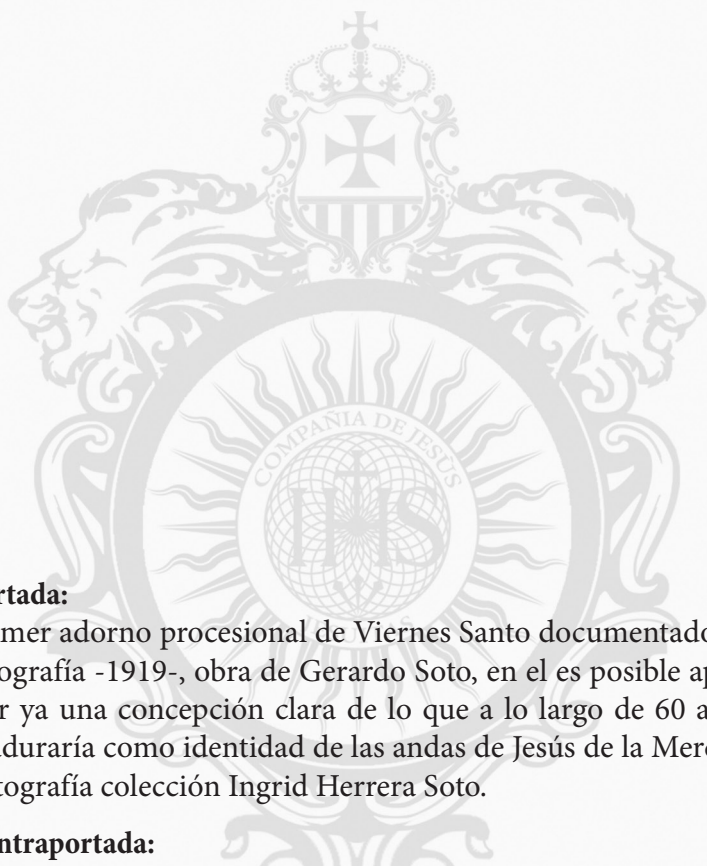 COMPAÑIA DE JESUS
IHS
rtada:
mer adorno procesional de Viernes Santo documentado
ografía -1919-, obra de Gerardo Soto, en el es posible ap
r ya una concepción clara de lo que a lo largo de 60 a
aduraría como identidad de las andas de Jesús de la Merc
tografía colección Ingrid Herrera Soto.
ntraportada: